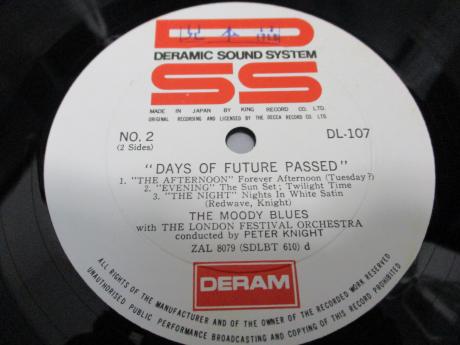 見本盤
DERAMIC SOUND SYSTEM
DSS
MADE IN JAPAN BY KING RECORD CO. LTD.
ORIGINAL RECORDING AND LICENSED BY THE DECCA RECORD CO. LTD.
NO. 2
(2 Sides)
DL-107
"DAYS OF FUTURE PASSED"
1. "THE AFTERNOON" Forever Afternoon (Tuesday?)
2. "EVENING" The Sun Set; Twilight Time
3. "THE NIGHT" Nights In White Satin
(Redwave, Knight)
THE MOODY BLUES
with THE LONDON FESTIVAL ORCHESTRA
conducted by PETER KNIGHT
ZAL 8079 (SDLBT 610) d
DERAM
ALL RIGHTS OF THE MANUFACTURER AND OF THE OWNER OF THE RECORDED WORK RESERVED
UNAUTHORISED PUBLIC PERFORMANCE BROADCASTING AND COPYING OF THIS RECORD PROHIBITED